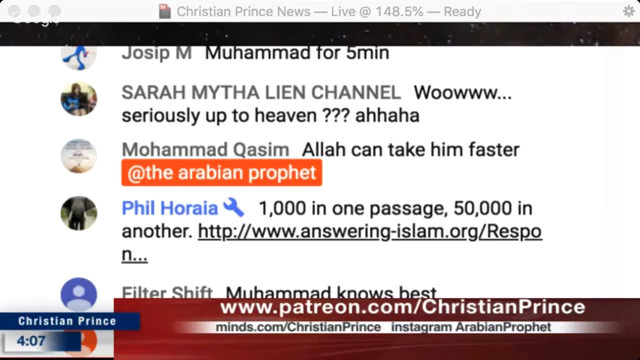 Christian Prince News — Live @ 148.5% — Ready
Google
Josip M Muhammad for 5min
SARAH MYTHA LIEN CHANNEL Woowww...
seriously up to heaven ??? ahhaha
Mohammad Qasim Allah can take him faster
@the arabian prophet
Phil Horaia 1,000 in one passage, 50,000 in
another. http://www.answering-islam.org/Respo
n...
Filter Shift Muhammad knows best
www.patreon.com/ChristianPrince
Christian Prince
minds.com/ChristianPrince instagram ArabianProphet
4:07